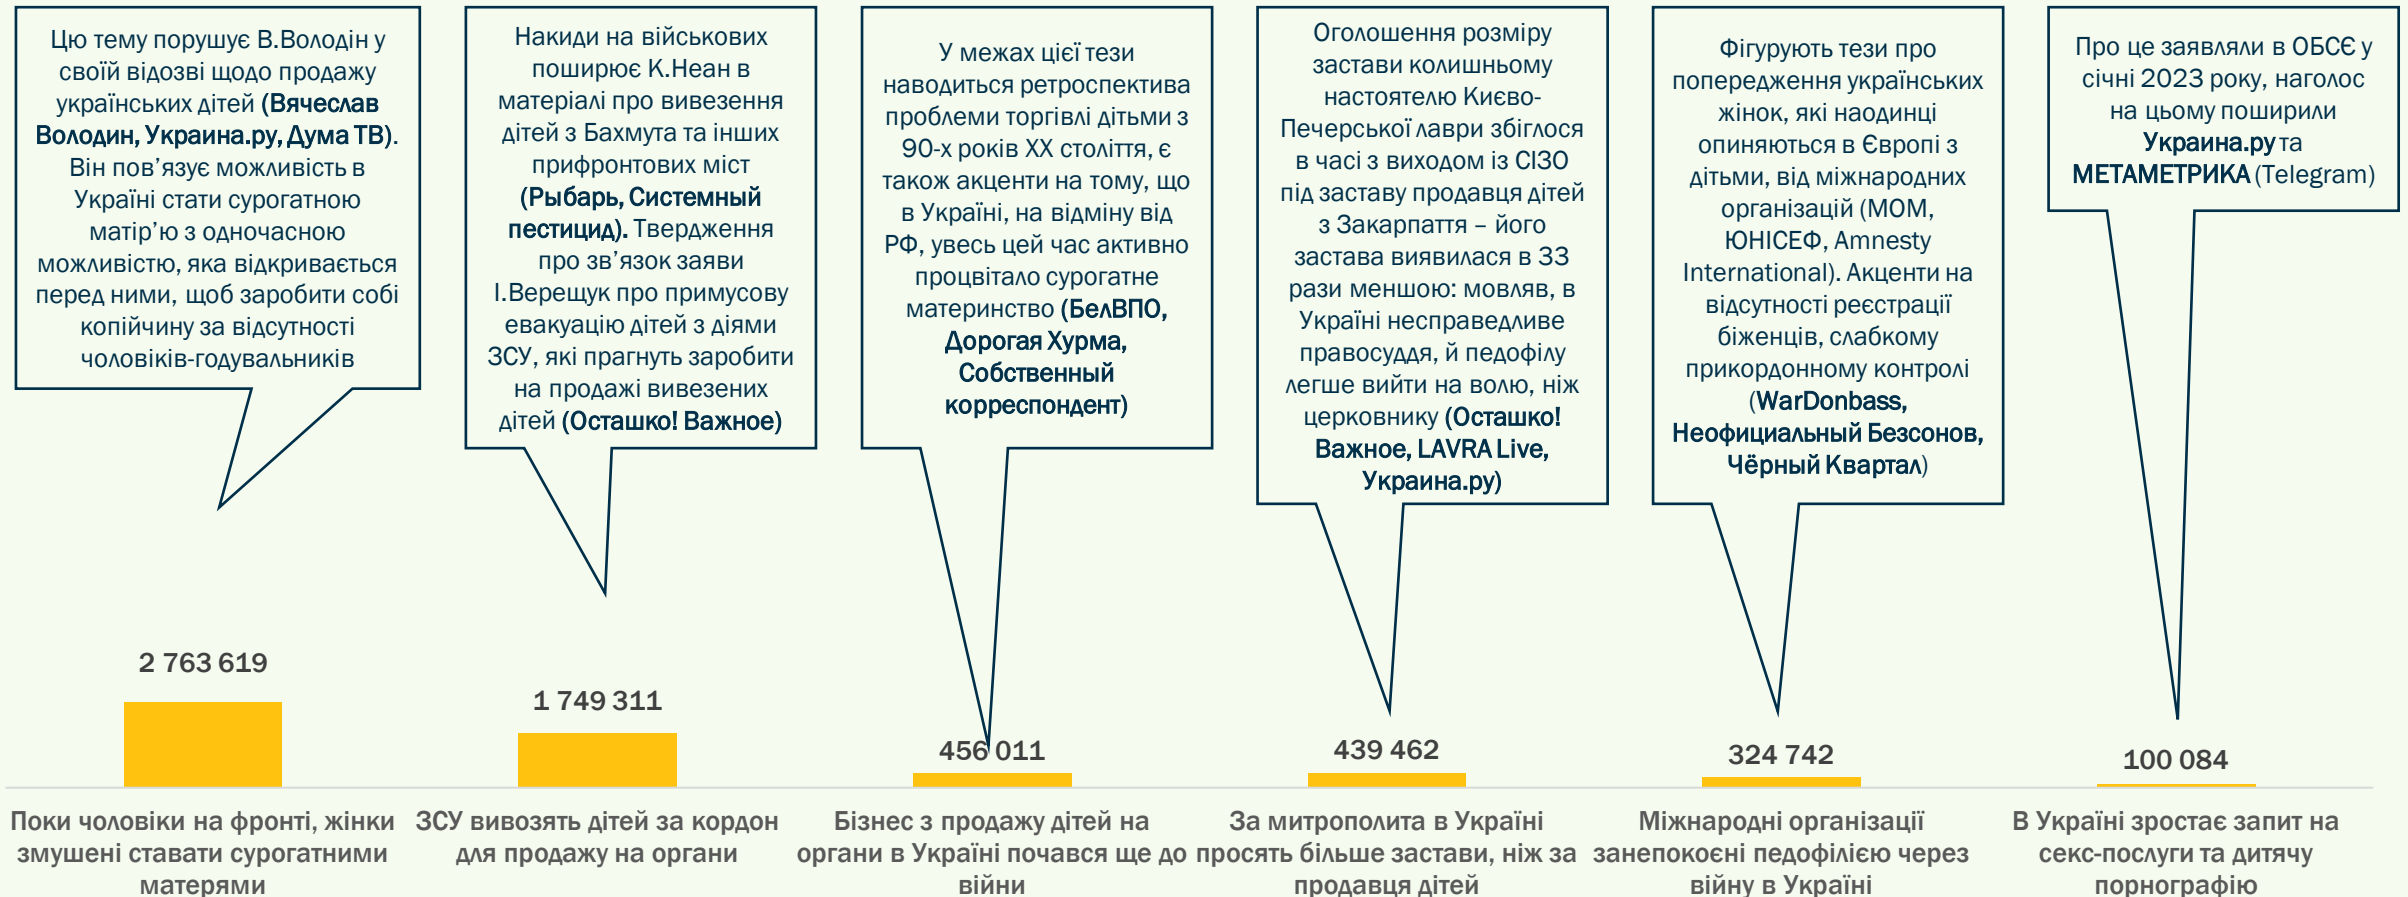 Цю тему порушує В.Володін у
своїй відозві щодо продажу
українських дітей (Вячеслав
Володин, Украина.ру, Дума ТВ).
Він пов’язує можливість в
Україні стати сурогатною
матір’ю з одночасною
можливістю, яка відкривається
перед ними, щоб заробити собі
копійчину за відсутності
чоловіків-годувальників
Накиди на військових
поширює К.Неан в
матеріалі про вивезення
дітей з Бахмута та інших
прифронтових міст
(Рыбарь, Системный
пестицид). Твердження
про зв’язок заяви
І.Верещук про примусову
евакуацію дітей з діями
ЗСУ, які прагнуть заробити
на продажі вивезених
дітей (Осташко! Важное)
У межах цієї тези
наводиться ретроспектива
проблеми торгівлі дітьми з
90-х років ХХ століття, є
також акценти на тому, що
в Україні, на відміну від
РФ, увесь цей час активно
процвітало сурогатне
материнство (БелВПО,
Дорогая Хурма,
Собственный
корреспондент)
Оголошення розміру
застави колишньому
настоятелю Києво-
Печерської лаври збіглося
в часі з виходом із СІЗО
під заставу продавця дітей
з Закарпаття – його
застава виявилася в 33
рази меншою: мовляв, в
Україні несправедливе
правосуддя, й педофілу
легше вийти на волю, ніж
церковнику (Осташко!
Важное, LAVRA Live,
Украина.ру)
Фігурують тези про
попередження українських
жінок, які наодинці
опиняються в Європі з
дітьми, від міжнародних
організацій (МОМ,
ЮНІСЕФ, Amnesty
International). Акценти на
відсутності реєстрації
біженців, слабкому
прикордонному контролі
(WarDonbass,
Неофициальный Безсонов,
Чёрный Квартал)
Про це заявляли в ОБСЄ у
січні 2023 року, наголос
на цьому поширили
Украина.ру та
МЕТАМЕТРИКА (Telegram)
2 763 619
1 749 311
456 011
439 462
324 742
100 084
Поки чоловіки на фронті, жінки
змушені ставати сурогатними
матерями
ЗСУ вивозять дітей за кордон
для продажу на органи
Бізнес з продажу дітей на
органи в Україні почався ще до
війни
За митрополита в Україні
просять більше застави, ніж за
продавця дітей
Міжнародні організації
занепокоєні педофілією через
війну в Україні
В Україні зростає запит на
секс-послуги та дитячу
порнографію